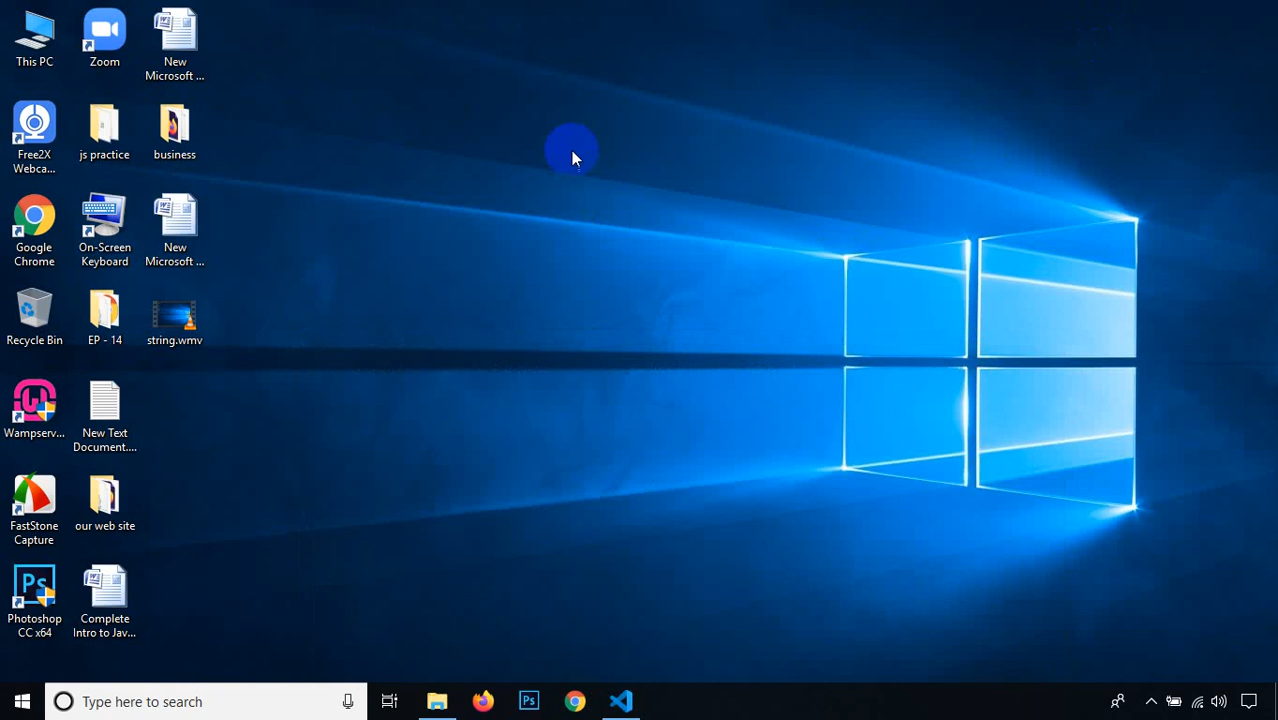 This PC
Zoom
New
Microsoft ...
Free2X
Webca...
js practice
business
Google
Chrome
On-Screen
Keyboard
New
Microsoft ...
Recycle Bin
EP - 14
string.wmv
Wampserv...
New Text
Document....
our web site
FastStone
Capture
Ps
Photoshop
CC x64
Complete
Intro to Jav...
Type here to search
Ps